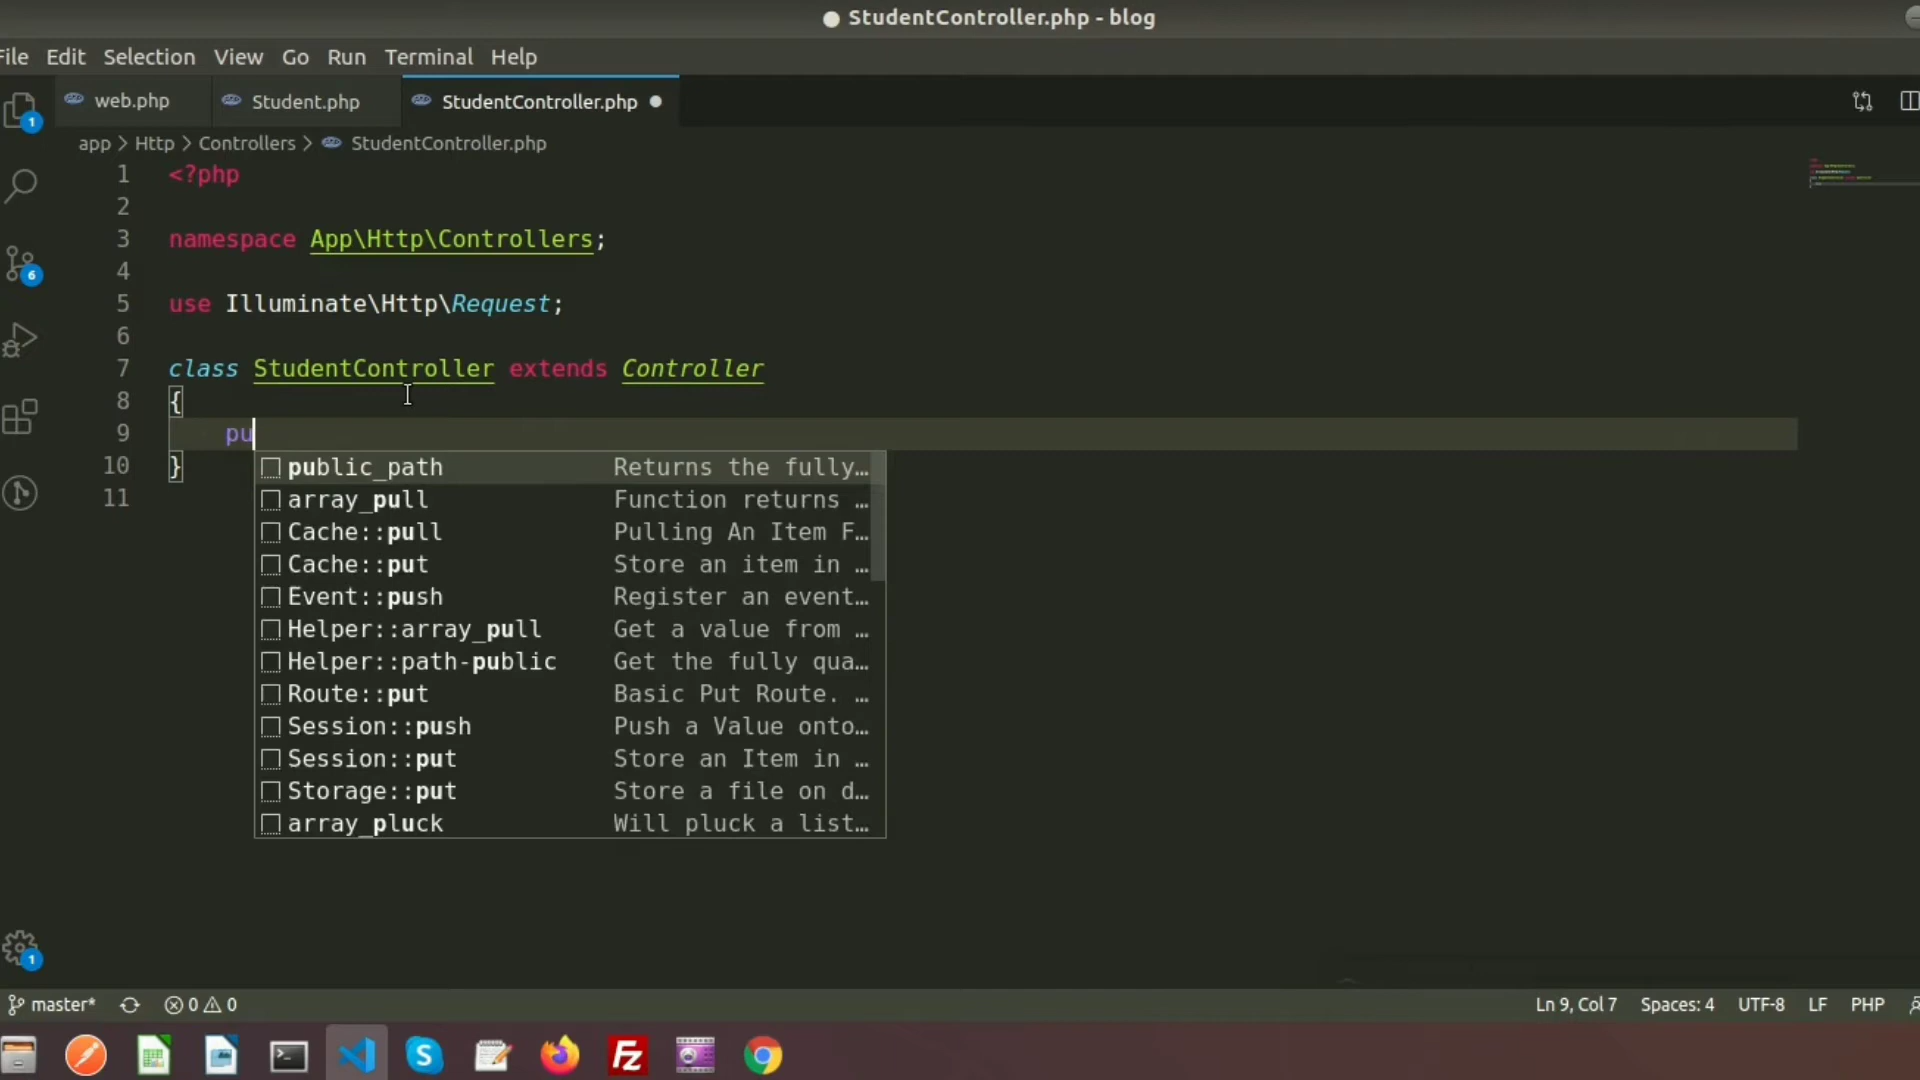 StudentController.php - blog
File Edit Selection View Go Run Terminal Help
web.php Student.php StudentController.php
app > Http > Controllers > StudentController.php
1 <?php
2
3 namespace App\Http\Controllers;
4
5 use Illuminate\Http\Request;
6
7 class StudentController extends Controller
8 {
9 pu
public_path Returns the fully…
10 }
array_pull Function returns …
11
Cache::pull Pulling An Item F…
Cache::put Store an item in …
Event::push Register an event…
Helper::array_pull Get a value from …
Helper::path-public Get the fully qua…
Route::put Basic Put Route. …
Session::push Push a Value onto…
Session::put Store an Item in …
Storage::put Store a file on d…
array_pluck Will pluck a list…
1
6
1
master* 0 0 Ln 9, Col 7 Spaces: 4 UTF-8 LF PHP
S
Fz